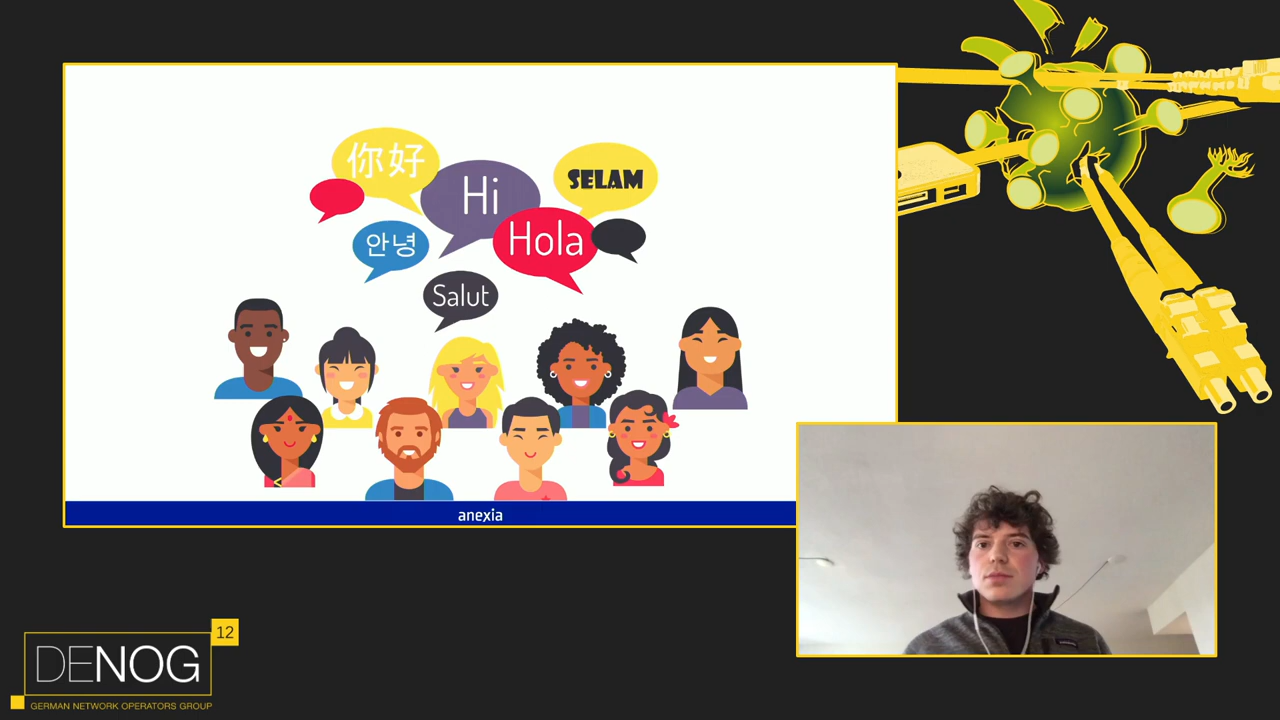 你好
Hi
SELAM
안녕
Hola
Salut
anexia
12
DENOG
GERMAN NETWORK OPERATORS GROUP